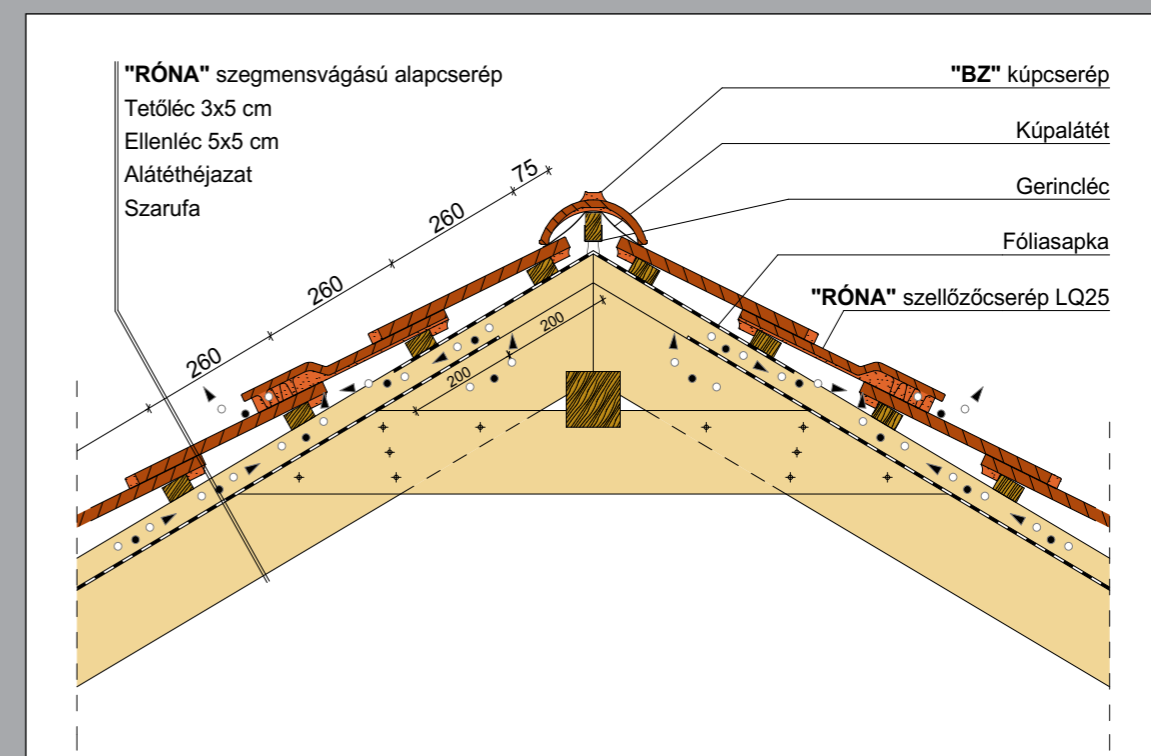 "RÓNA" szegmensvágású alapcserép
Tetőléc 3x5 cm
Ellenléc 5x5 cm
Alátéthéjazat
Szarufa
"BZ" kúpcserép
Kúpalátét
Gerincléc
Fóliasapka
"RÓNA" szellőzőcserép LQ25
75
260
260
260
200
200